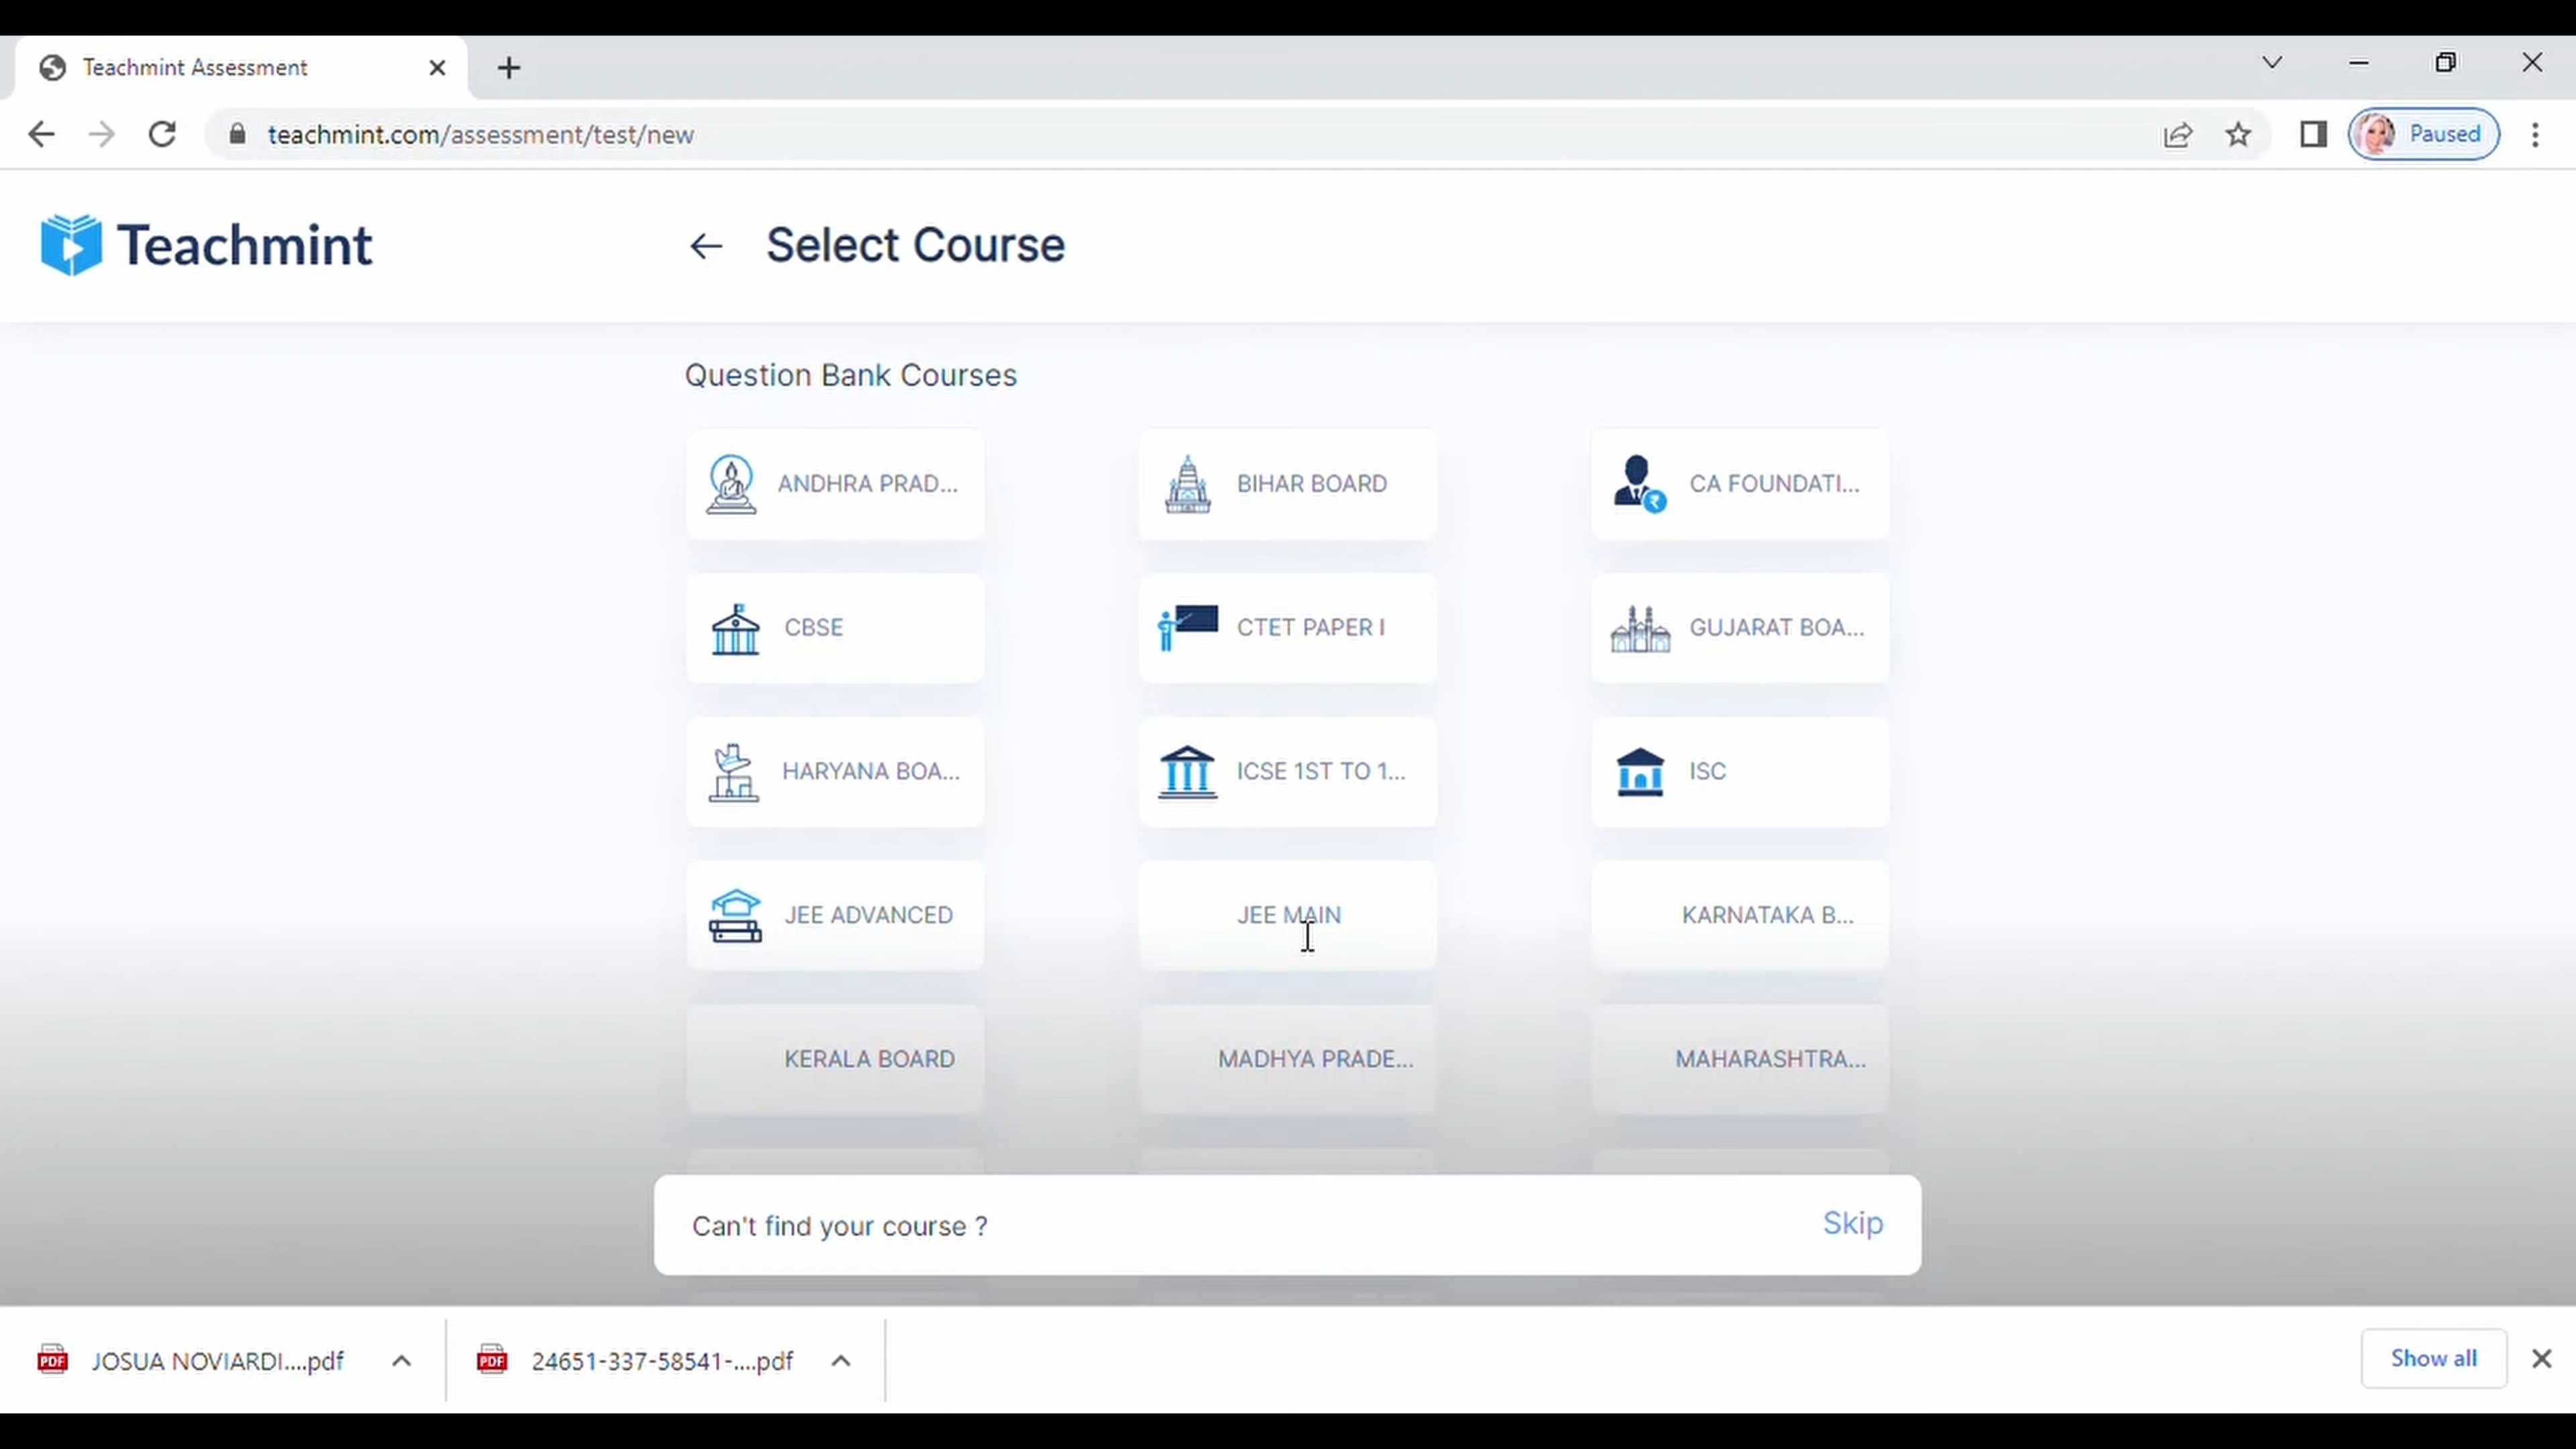 Teachmint Assessment
teachmint.com/assessment/test/new
Paused
Teachmint
Select Course
Question Bank Courses
ANDHRA PRAD...
BIHAR BOARD
CA FOUNDATI...
CBSE
CTET PAPER I
GUJARAT BOA...
HARYANA BOA...
ICSE 1ST TO 1...
ISC
JEE ADVANCED
JEE MAIN
KARNATAKA B...
KERALA BOARD
MADHYA PRADE...
MAHARASHTRA...
Can't find your course ?
Skip
PDF
JOSUA NOVIARDI....pdf
PDF
24651-337-58541-....pdf
Show all